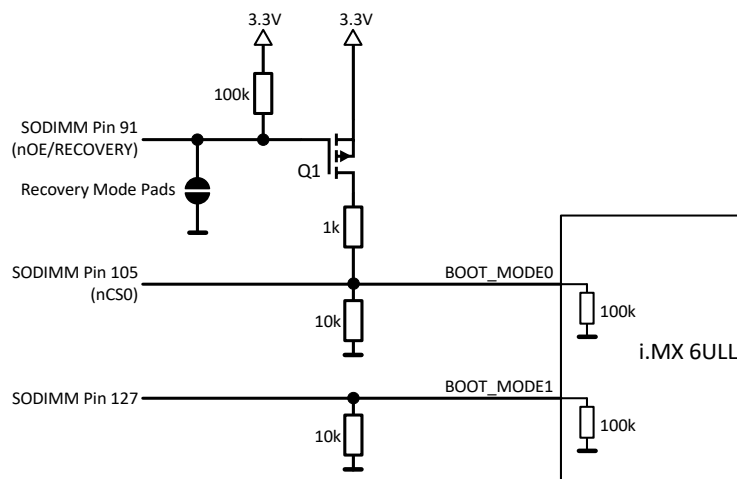 3.3V
3.3V
100k
SODIMM Pin 91
(nOE/RECOVERY)
Q1
Recovery Mode Pads
1k
SODIMM Pin 105
(nCS0)
BOOT_MODE0
10k
100k
i.MX 6ULL
SODIMM Pin 127
BOOT_MODE1
10k
100k